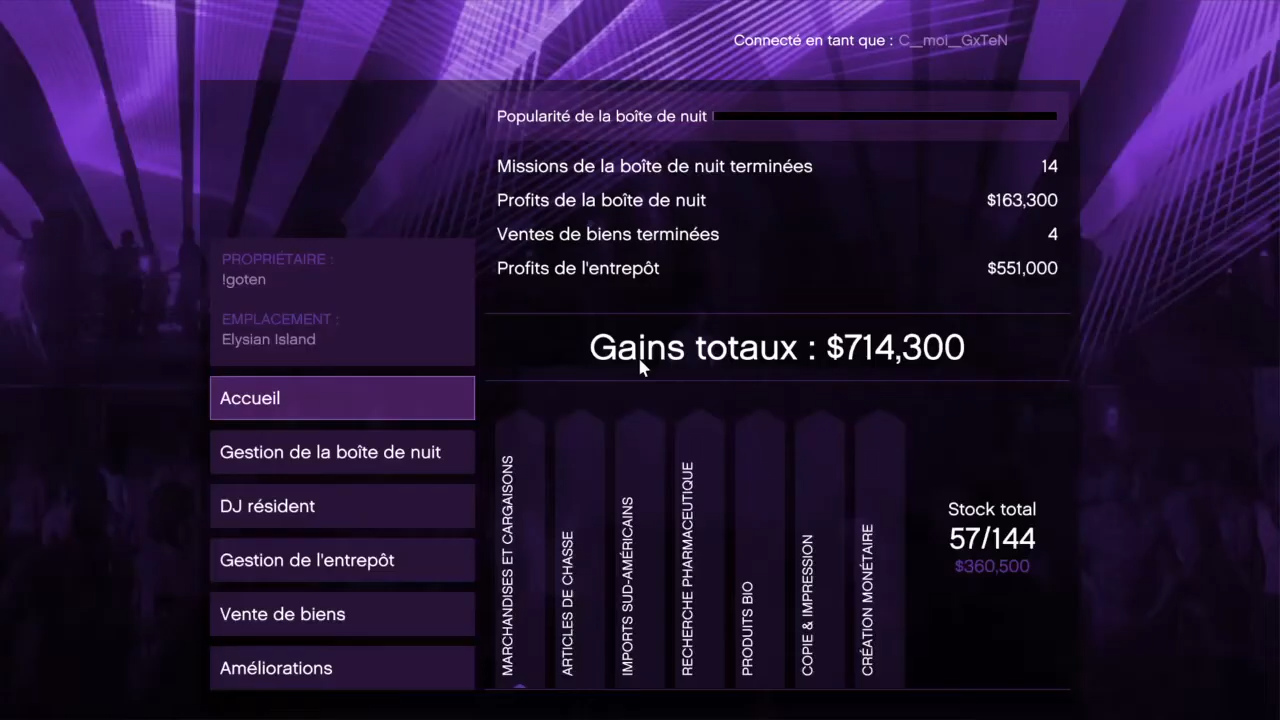 Connecté en tant que : C__moi__GxTeN
Popularité de la boîte de nuit
Missions de la boîte de nuit terminées 14
Profits de la boîte de nuit $163,300
Ventes de biens terminées 4
Profits de l'entrepôt $551,000
PROPRIÉTAIRE :
!goten
EMPLACEMENT :
Elysian Island
Gains totaux : $714,300
Accueil
Gestion de la boîte de nuit
DJ résident
Gestion de l'entrepôt
Vente de biens
Améliorations
MARCHANDISES ET CARGAISONS
ARTICLES DE CHASSE
IMPORTS SUD-AMÉRICAINS
RECHERCHE PHARMACEUTIQUE
PRODUITS BIO
COPIE & IMPRESSION
CRÉATION MONÉTAIRE
Stock total
57/144
$360,500